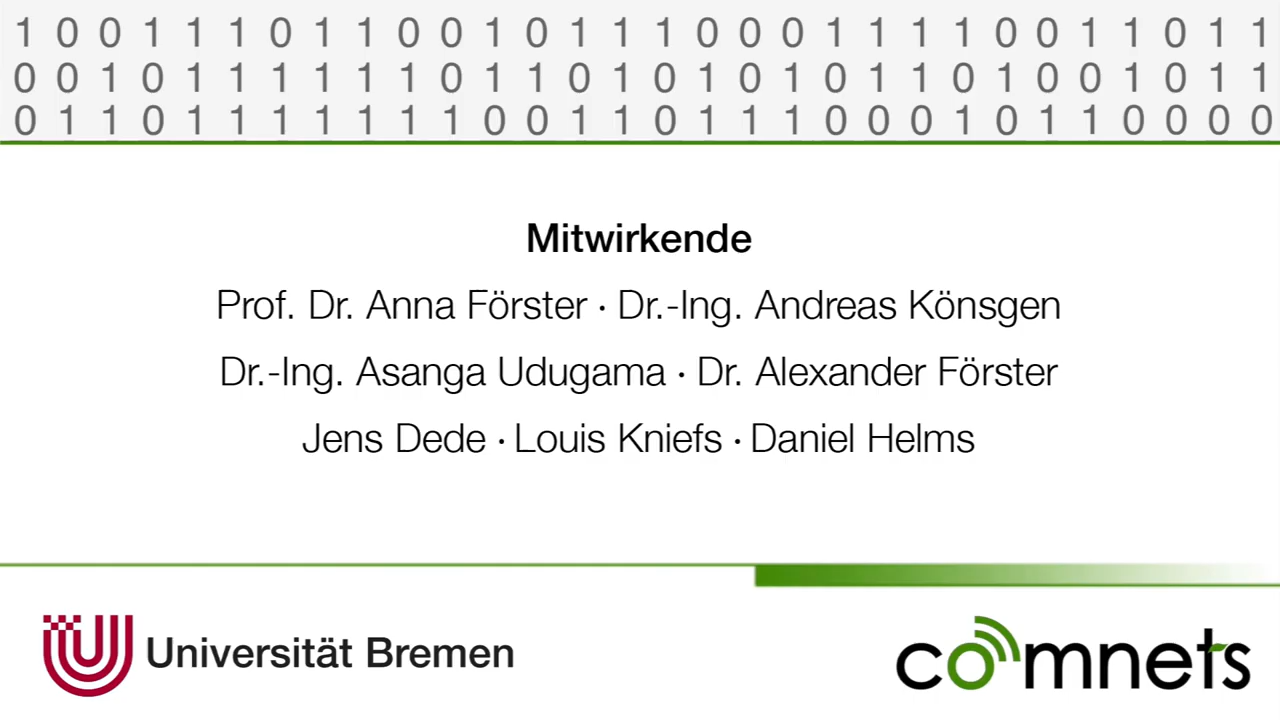 1 0 0 1 1 1 0 1 1 0 0 1 0 1 1 1 0 0 0 1 1 1 1 0 0 1 1 0 1 1
0 0 1 0 1 1 1 1 1 1 0 1 1 0 1 0 1 0 1 0 1 1 0 1 0 0 1 0 1 1
0 1 1 0 1 1 1 1 1 1 1 0 0 1 1 0 1 1 1 0 0 0 1 0 1 1 0 0 0 0
Mitwirkende
Prof. Dr. Anna Förster · Dr.-Ing. Andreas Könsgen
Dr.-Ing. Asanga Udugama · Dr. Alexander Förster
Jens Dede · Louis Kniefs · Daniel Helms
Universität Bremen
comnets